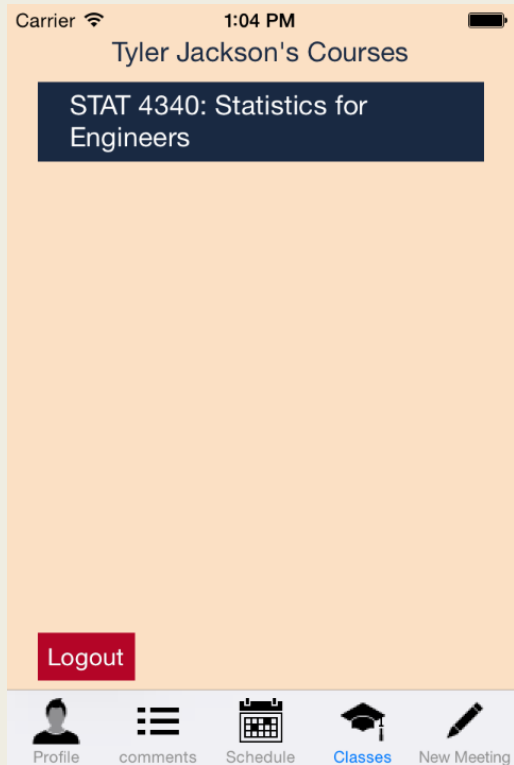 Carrier 1:04 PM
Tyler Jackson's Courses
STAT 4340: Statistics for
Engineers
Logout
Profile comments Schedule Classes New Meeting